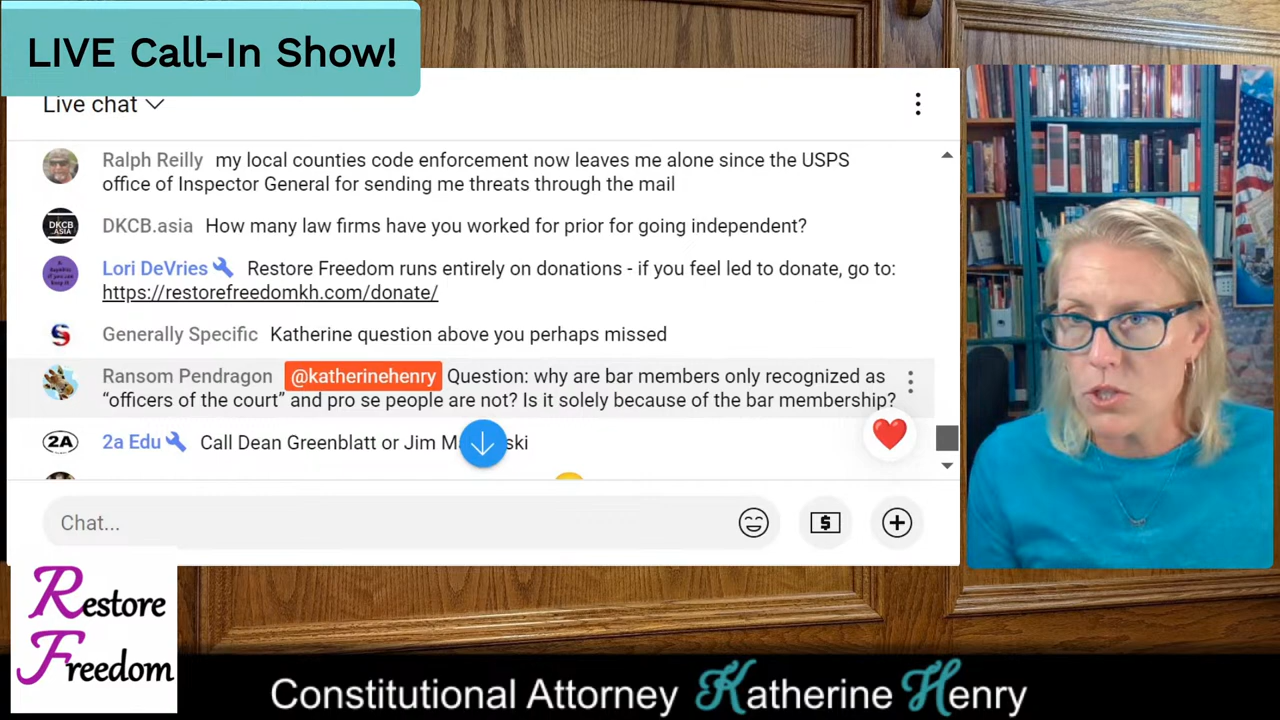 LIVE Call-In Show!
Live chat
Ralph Reilly my local counties code enforcement now leaves me alone since the USPS
office of Inspector General for sending me threats through the mail
DKCB.asia How many law firms have you worked for prior for going independent?
Lori DeVries Restore Freedom runs entirely on donations - if you feel led to donate, go to:
https://restorefreedomkh.com/donate/
Generally Specific Katherine question above you perhaps missed
Ransom Pendragon @katherinehenry Question: why are bar members only recognized as
“officers of the court” and pro se people are not? Is it solely because of the bar membership?
2A 2a Edu Call Dean Greenblatt or Jim
Chat...
Restore
Freedom
Constitutional Attorney Katherine Henry